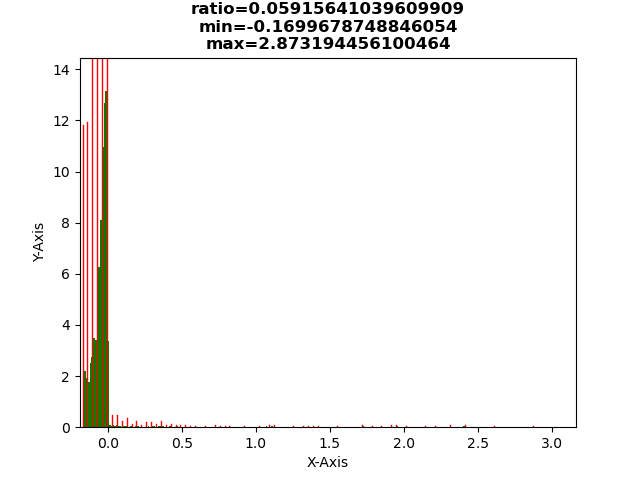 ratio=0.05915641039609909
min=-0.1699678748846054
max=2.873194456100464
14
12
10
8
6
4
2
0
Y-Axis
0.0 0.5 1.0 1.5 2.0 2.5 3.0
X-Axis